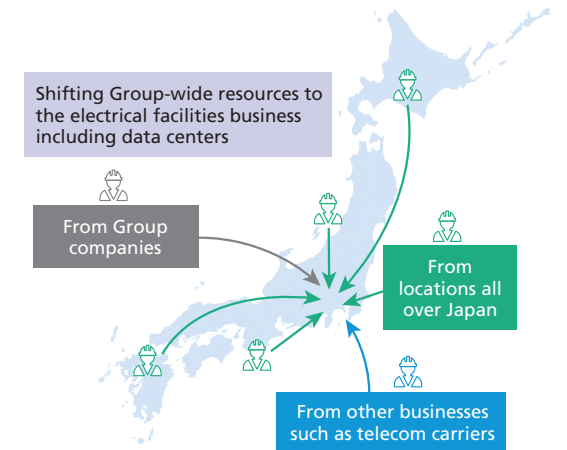 Shifting Group-wide resources to
the electrical facilities business
including data centers
From Group
companies
From
locations all
over Japan
From other businesses
such as telecom carriers